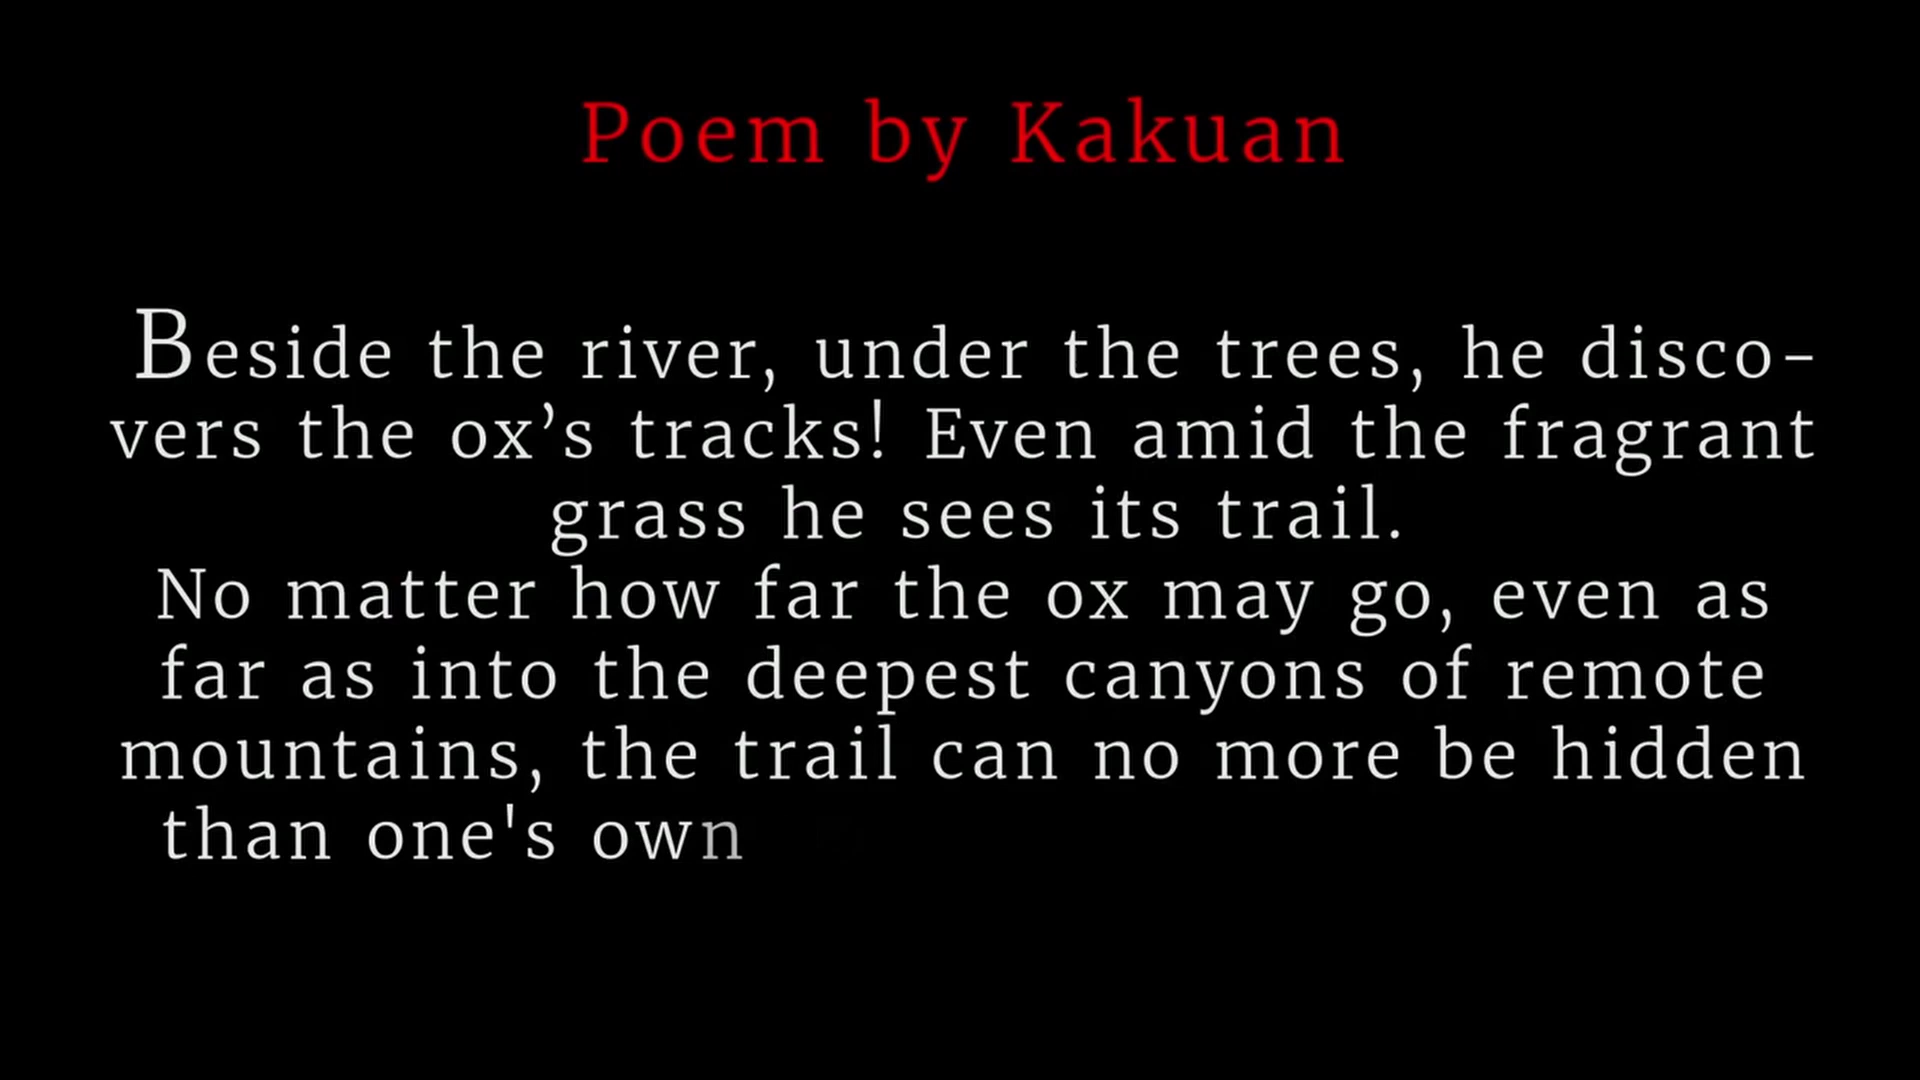 Poem by Kakuan
Beside the river, under the trees, he disco-
vers the ox’s tracks! Even amid the fragrant
grass he sees its trail.
No matter how far the ox may go, even as
far as into the deepest canyons of remote
mountains, the trail can no more be hidden
than one's own